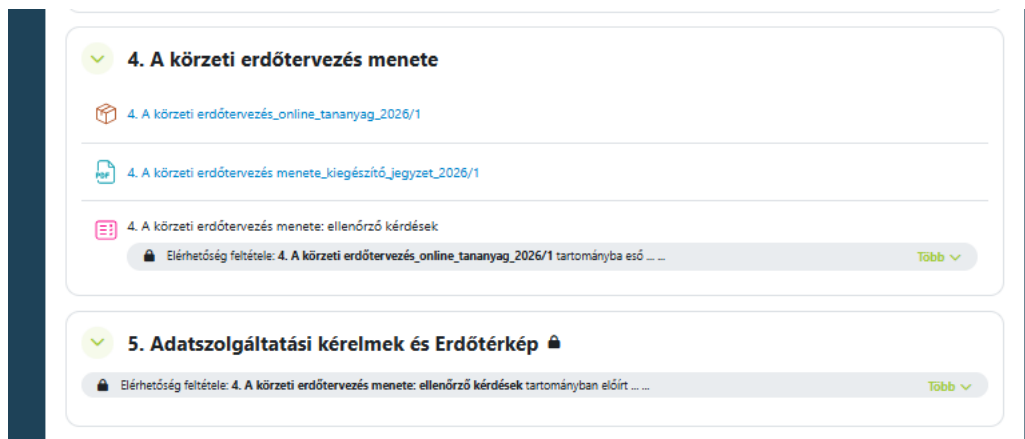 4. A körzeti erdőtervezés menete
4. A körzeti erdőtervezés_online_tananyag_2026/1
PDF
4. A körzeti erdőtervezés menete_kiegészítő_jegyzet_2026/1
4. A körzeti erdőtervezés menete: ellenőrző kérdések
Elérhetőség feltétele: 4. A körzeti erdőtervezés_online_tananyag_2026/1 tartományba eső ... ...
Több
5. Adatszolgáltatási kérelmek és Erdőtérkép
Elérhetőség feltétele: 4. A körzeti erdőtervezés menete: ellenőrző kérdések tartományban előírt ... ...
Több